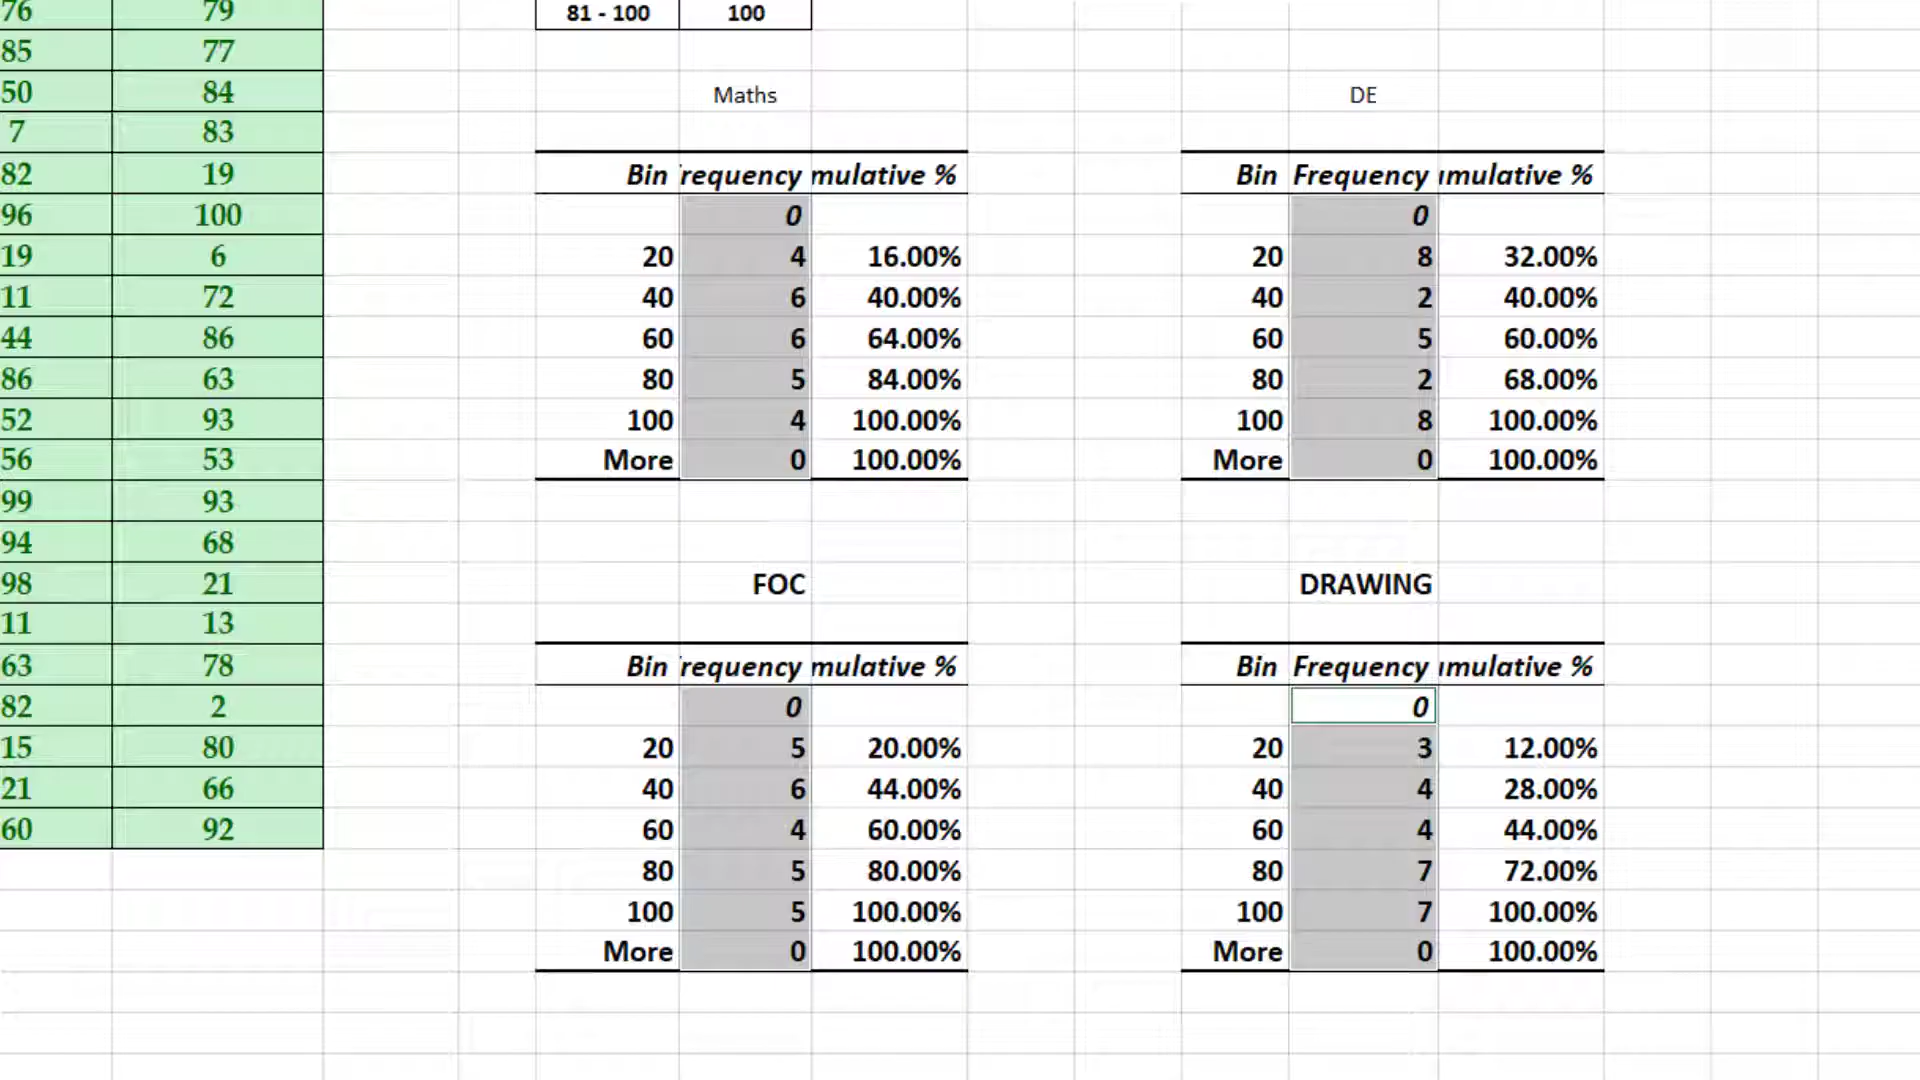 76 79 81 - 100 100
85 77
50 84 Maths DE
7 83
82 19 Bin requency mulative % Bin Frequency mulative %
96 100 0 0
19 6 20 4 16.00% 20 8 32.00%
11 72 40 6 40.00% 40 2 40.00%
44 86 60 6 64.00% 60 5 60.00%
86 63 80 5 84.00% 80 2 68.00%
52 93 100 4 100.00% 100 8 100.00%
56 53 More 0 100.00% More 0 100.00%
99 93
94 68
98 21 FOC DRAWING
11 13
63 78 Bin requency mulative % Bin Frequency mulative %
82 2 0 0
15 80 20 5 20.00% 20 3 12.00%
21 66 40 6 44.00% 40 4 28.00%
60 92 60 4 60.00% 60 4 44.00%
80 5 80.00% 80 7 72.00%
100 5 100.00% 100 7 100.00%
More 0 100.00% More 0 100.00%